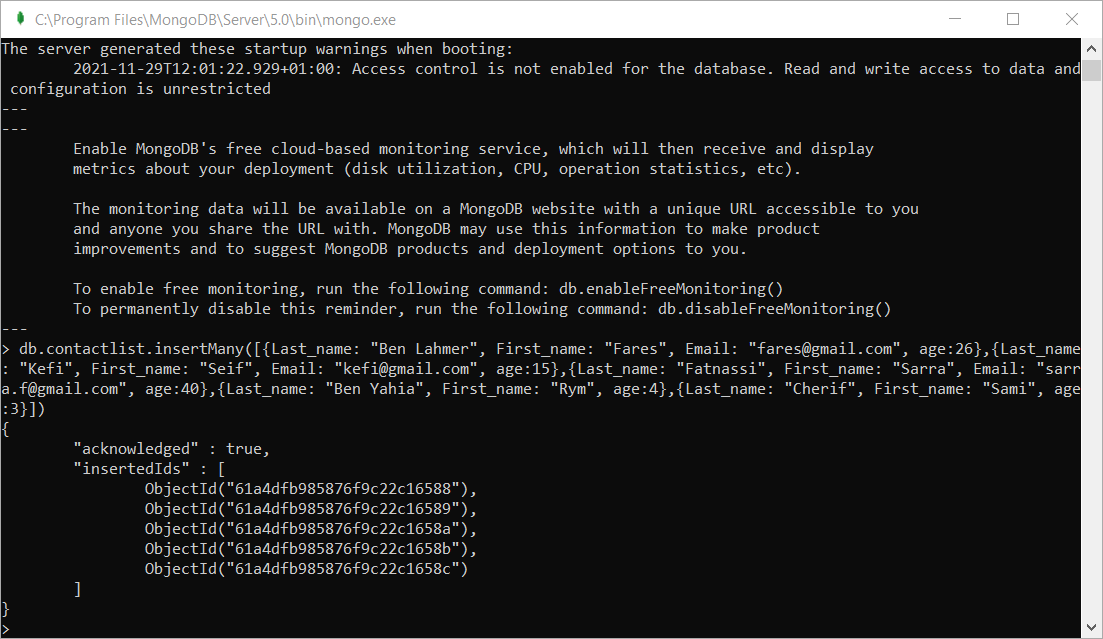 C:\Program Files\MongoDB\Server\5.0\bin\mongo.exe
The server generated these startup warnings when booting:
        2021-11-29T12:01:22.929+01:00: Access control is not enabled for the database. Read and write access to data and
 configuration is unrestricted
---
---
        Enable MongoDB's free cloud-based monitoring service, which will then receive and display
        metrics about your deployment (disk utilization, CPU, operation statistics, etc).

        The monitoring data will be available on a MongoDB website with a unique URL accessible to you
        and anyone you share the URL with. MongoDB may use this information to make product
        improvements and to suggest MongoDB products and deployment options to you.

        To enable free monitoring, run the following command: db.enableFreeMonitoring()
        To permanently disable this reminder, run the following command: db.disableFreeMonitoring()
---
> db.contactlist.insertMany([{Last_name: "Ben Lahmer", First_name: "Fares", Email: "fares@gmail.com", age:26},{Last_name
: "Kefi", First_name: "Seif", Email: "kefi@gmail.com", age:15},{Last_name: "Fatnassi", First_name: "Sarra", Email: "sarr
a.f@gmail.com", age:40},{Last_name: "Ben Yahia", First_name: "Rym", age:4},{Last_name: "Cherif", First_name: "Sami", age
:3}])
{
        "acknowledged" : true,
        "insertedIds" : [
                ObjectId("61a4dfb985876f9c22c16588"),
                ObjectId("61a4dfb985876f9c22c16589"),
                ObjectId("61a4dfb985876f9c22c1658a"),
                ObjectId("61a4dfb985876f9c22c1658b"),
                ObjectId("61a4dfb985876f9c22c1658c")
        ]
}
>